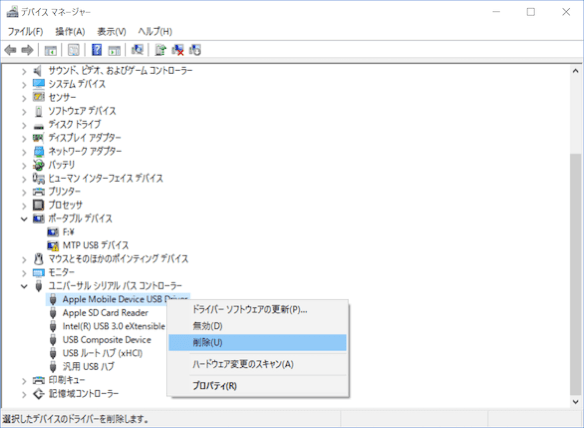 デバイス マネージャー
ファイル(F) 操作(A) 表示(V) ヘルプ(H)
サウンド、ビデオ、およびゲーム コントローラー
システム デバイス
センサー
ソフトウェア デバイス
ディスク ドライブ
ディスプレイ アダプター
ネットワーク アダプター
バッテリ
ヒューマン インターフェイス デバイス
プリンター
プロセッサ
ポータブル デバイス
F:¥
MTP USB デバイス
マウスとそのほかのポインティング デバイス
モニター
ユニバーサル シリアル バス コントローラー
Apple Mobile Device USB Driver
Apple SD Card Reader
Intel(R) USB 3.0 eXtensible
USB Composite Device
USB ルート ハブ (xHCI)
汎用 USB ハブ
印刷キュー
記憶域コントローラー
ドライバー ソフトウェアの更新(P)...
無効(D)
削除(U)
ハードウェア変更のスキャン(A)
プロパティ(R)
選択したデバイスのドライバーを削除します。